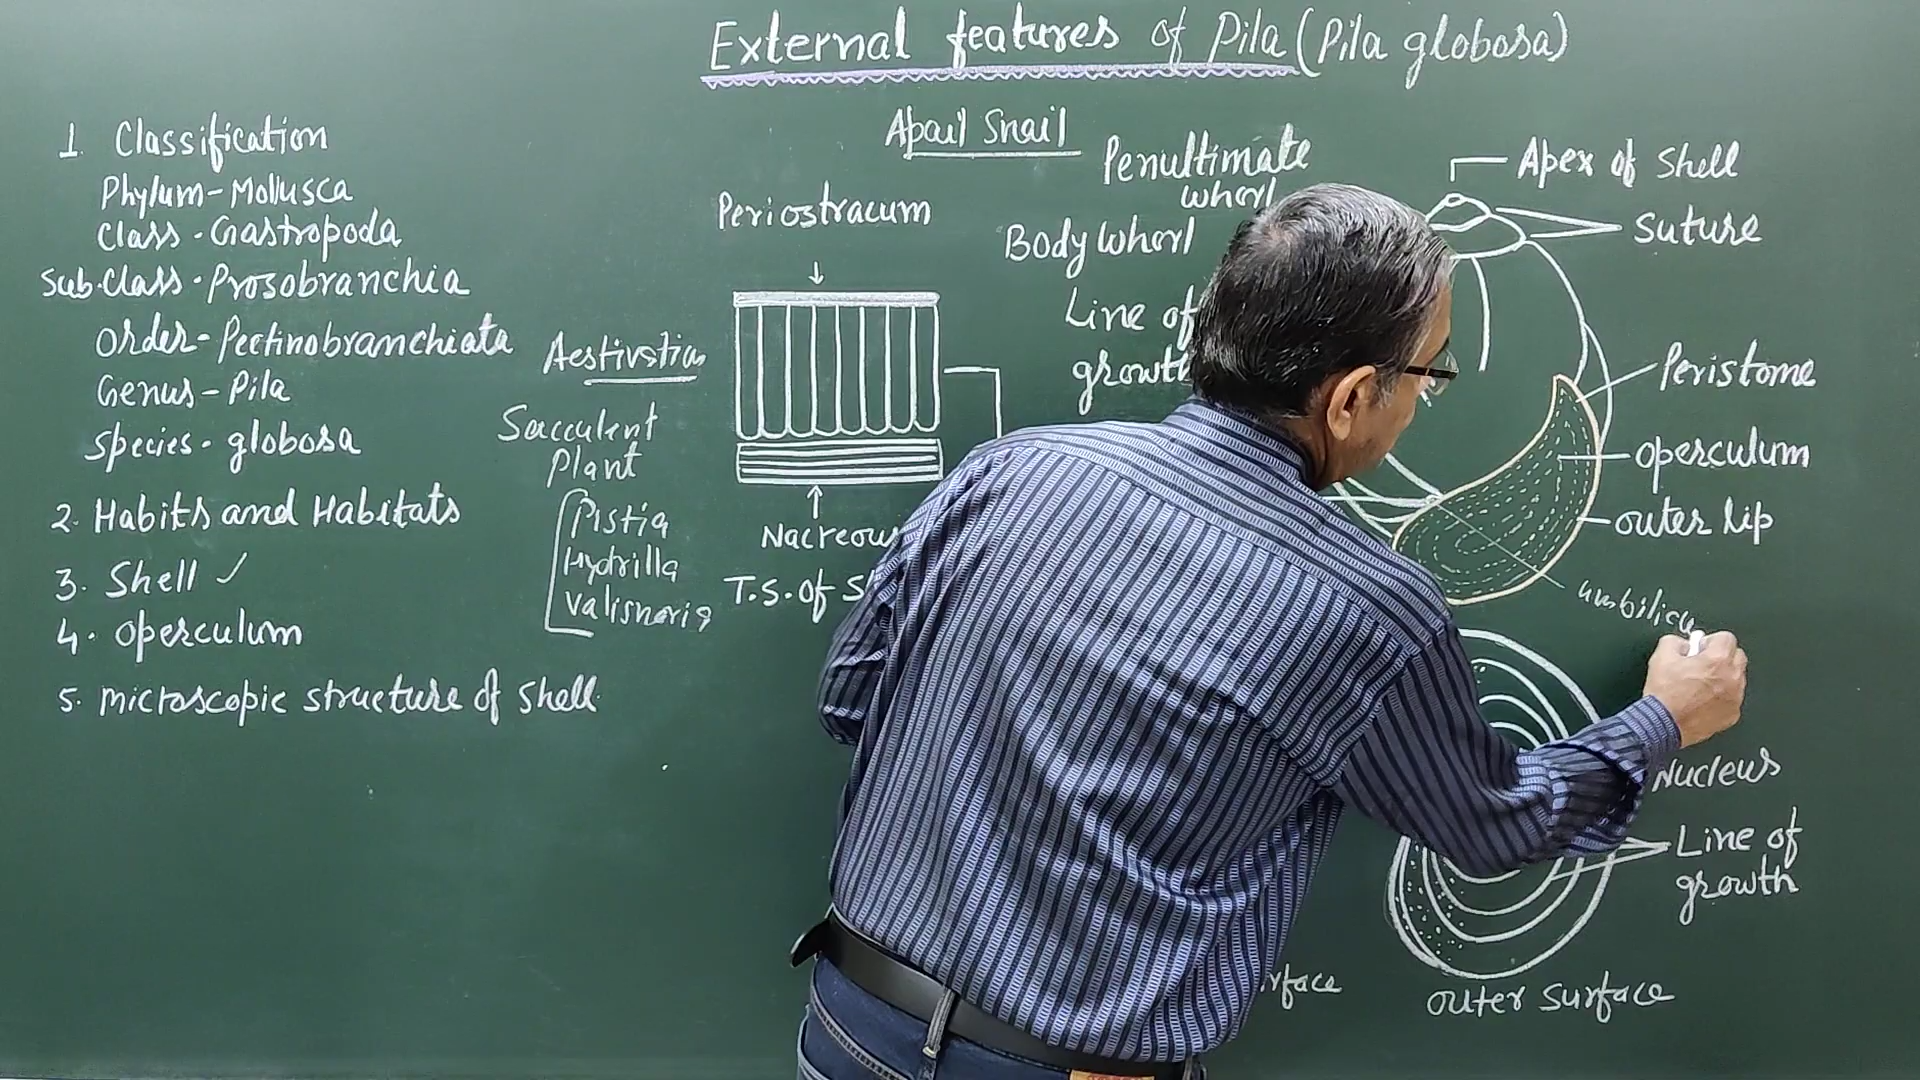 External features of Pila (Pila globosa)
Apail Snail
1. Classification
Phylum - Mollusca
Class - Gastropoda
Sub-Class - Prosobranchia
Order - Pectinobranchiata
Genus - Pila
Species - globosa
2. Habits and Habitats
3. Shell ✓
4. Operculum
5. Microscopic structure of shell
Aestivstion
Succulent
Plant
Pistia
Hydrilla
Valisneria
Periostracum
Nacreous
T.S. of S
Penultimate
whorl
Body whorl
Line of
growth
Apex of Shell
Suture
Peristome
Operculum
Outer lip
umbilicu
Nucleus
Line of
growth
rface
Outer Surface